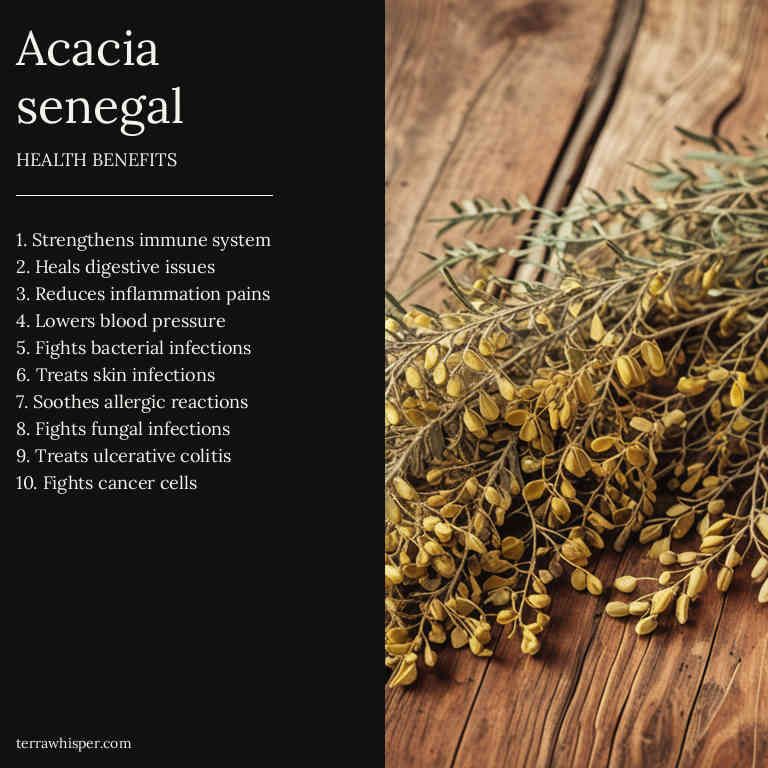 Acacia
senegal
HEALTH BENEFITS
1. Strengthens immune system
2. Heals digestive issues
3. Reduces inflammation pains
4. Lowers blood pressure
5. Fights bacterial infections
6. Treats skin infections
7. Soothes allergic reactions
8. Fights fungal infections
9. Treats ulcerative colitis
10. Fights cancer cells
terrawhisper.com